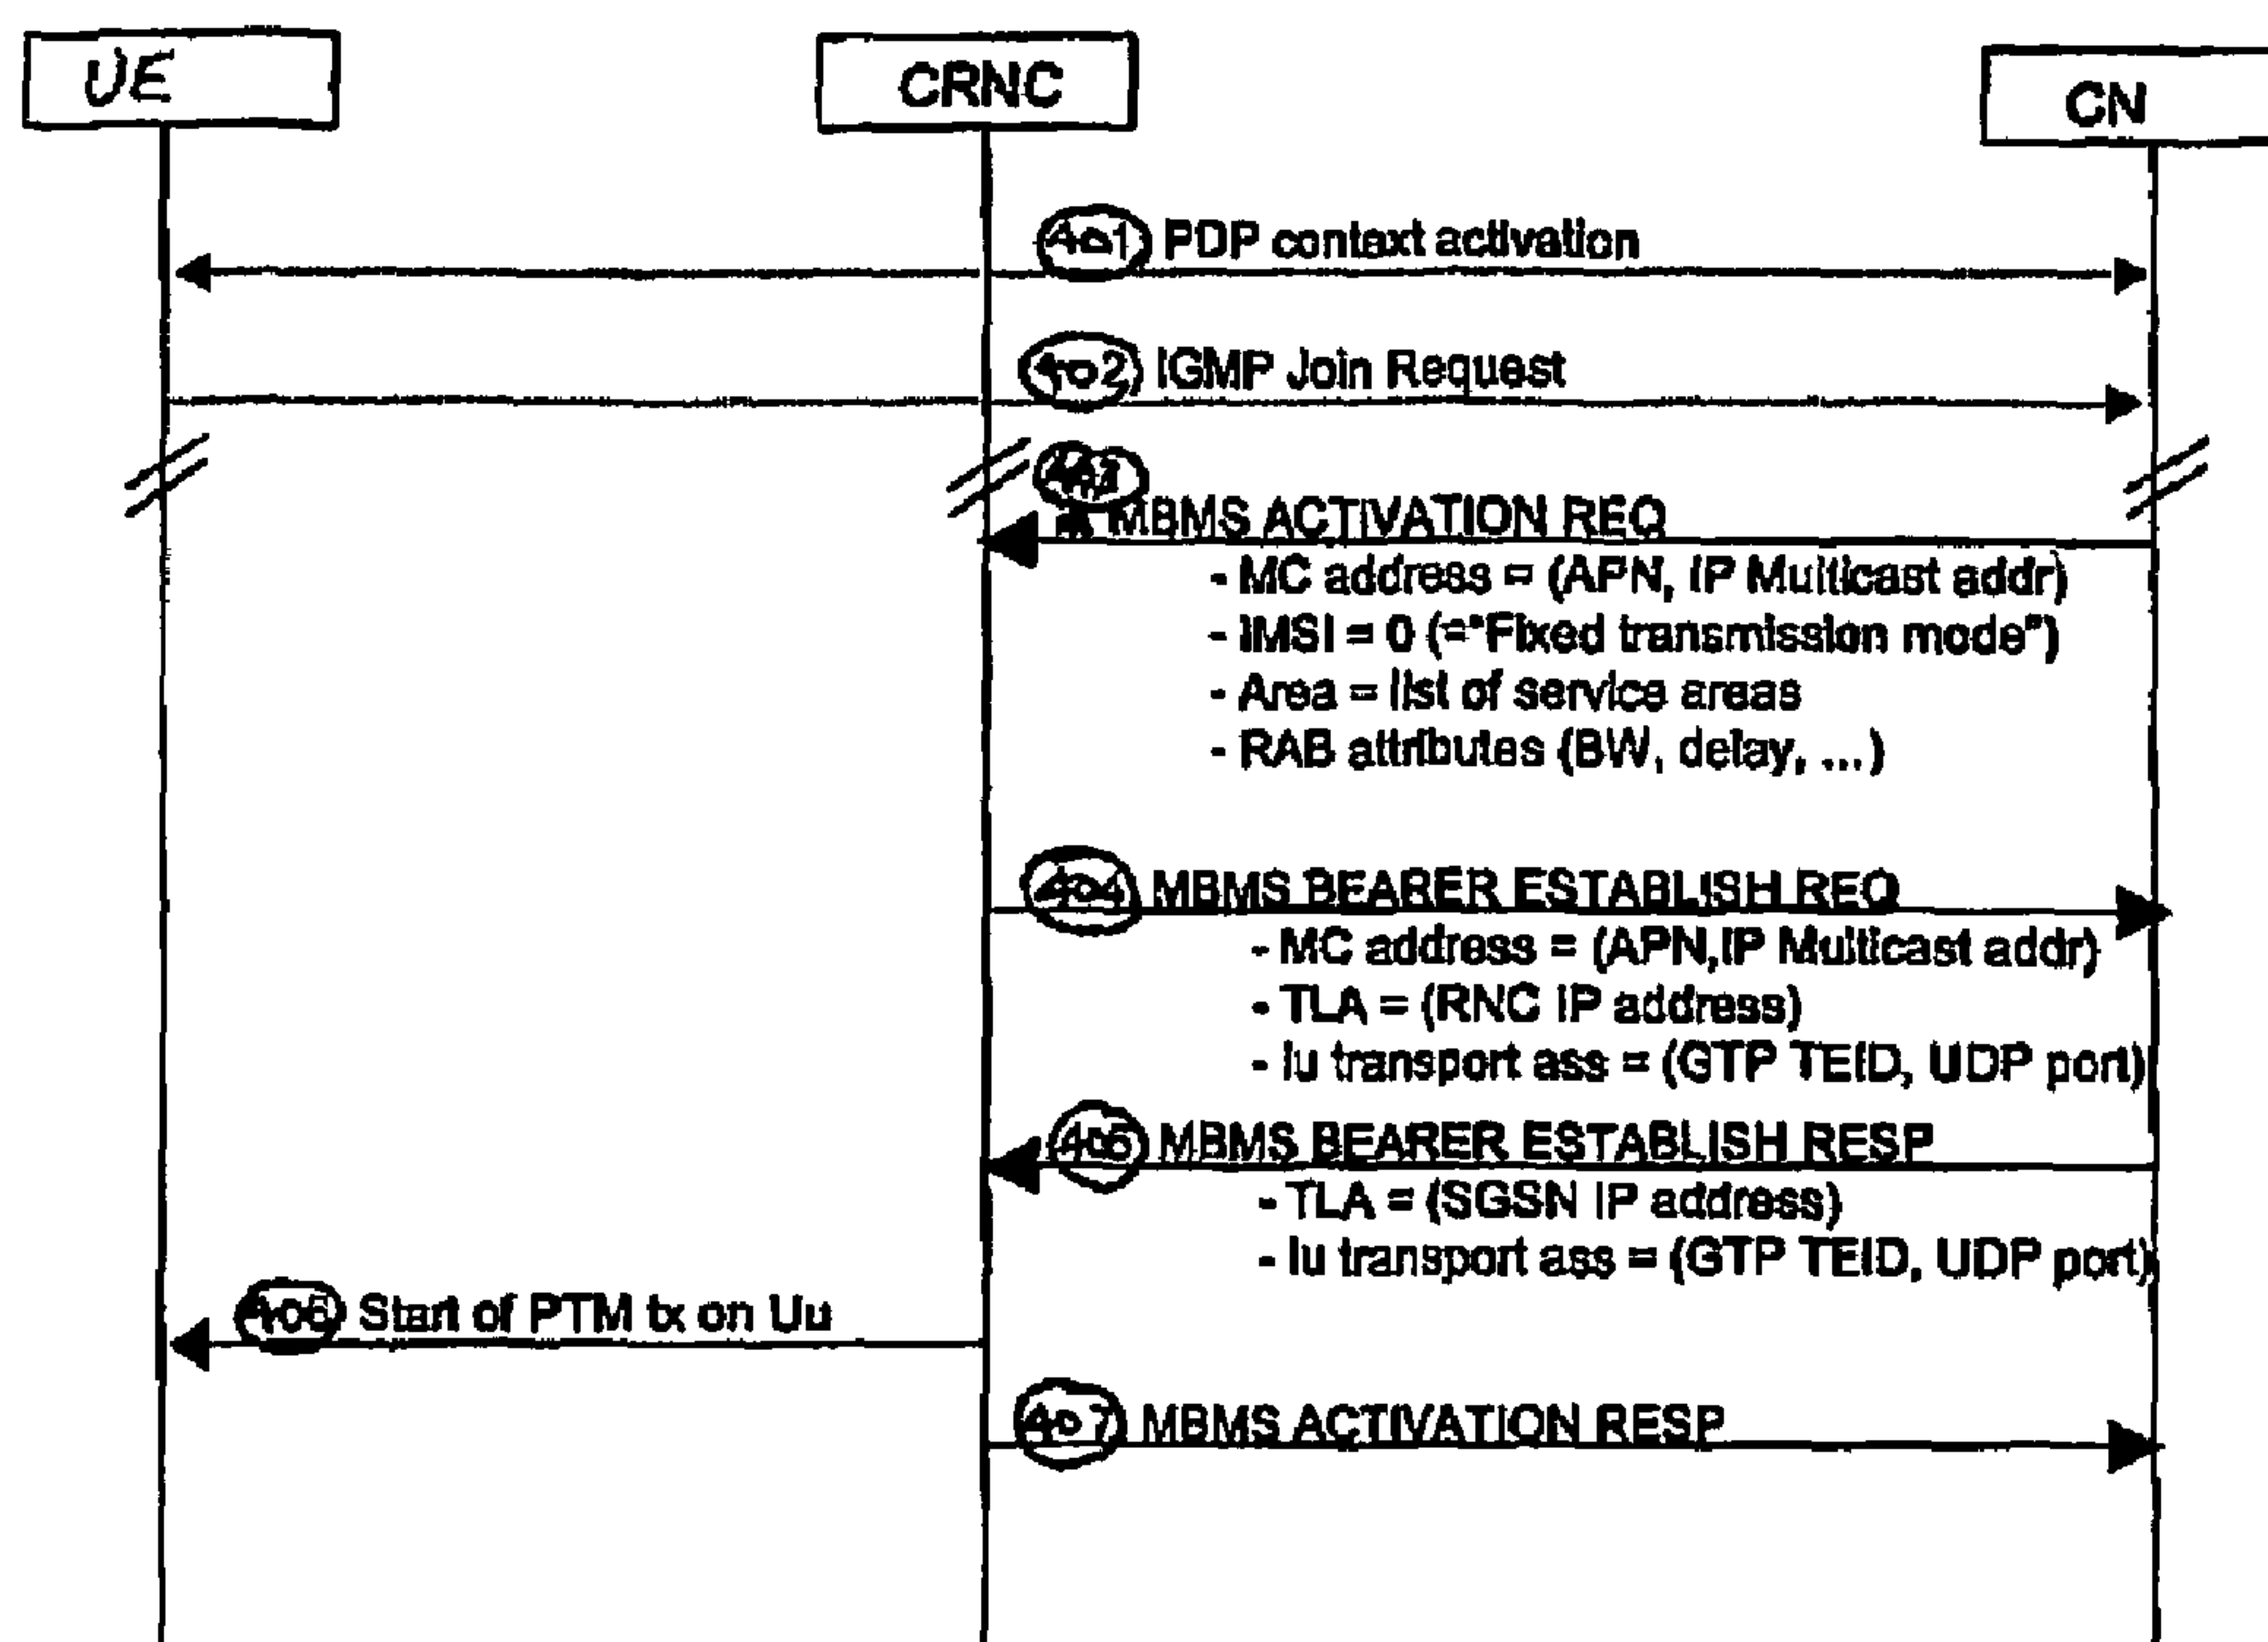 UE
CRNC
CN
401 PDP context activation
402 IGMP Join Request
MBMS ACTIVATION REQ
- MC address = (APN, IP Multicast addr)
- IMSI = 0 (="Fixed transmission mode")
- Area = list of service areas
- RAB attributes (BW, delay, ...)
404 MBMS BEARER ESTABLISH REQ
- MC address = (APN,IP Multicast addr)
- TLA = (RNC IP address)
- Iu transport ass = (GTP TEID, UDP port)
405 MBMS BEARER ESTABLISH RESP
- TLA = (SGSN IP address)
- Iu transport ass = (GTP TEID, UDP port)
406 Start of PTM tx on Uu
407 MBMS ACTIVATION RESP